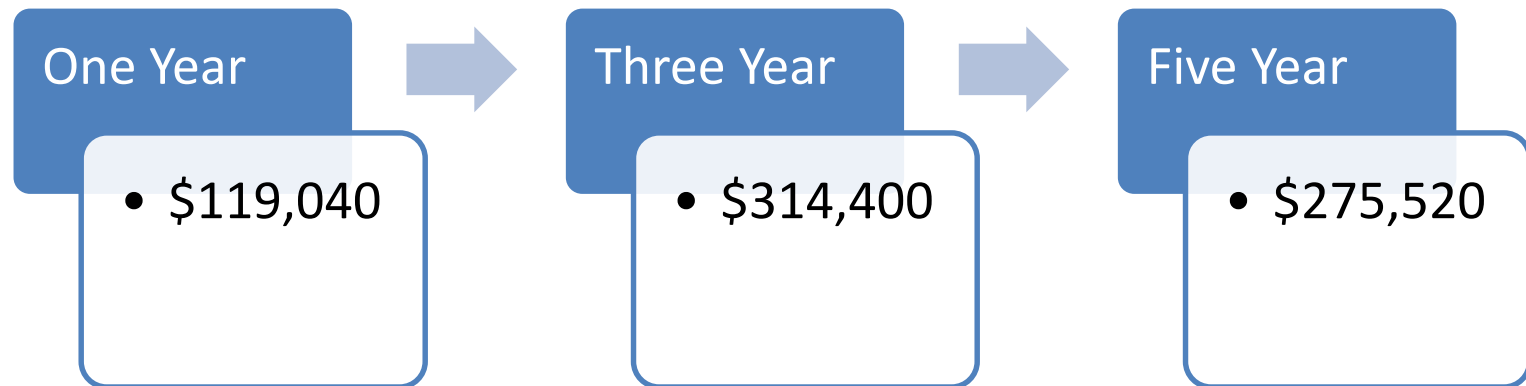 One Year
• $119,040
Three Year
• $314,400
Five Year
• $275,520